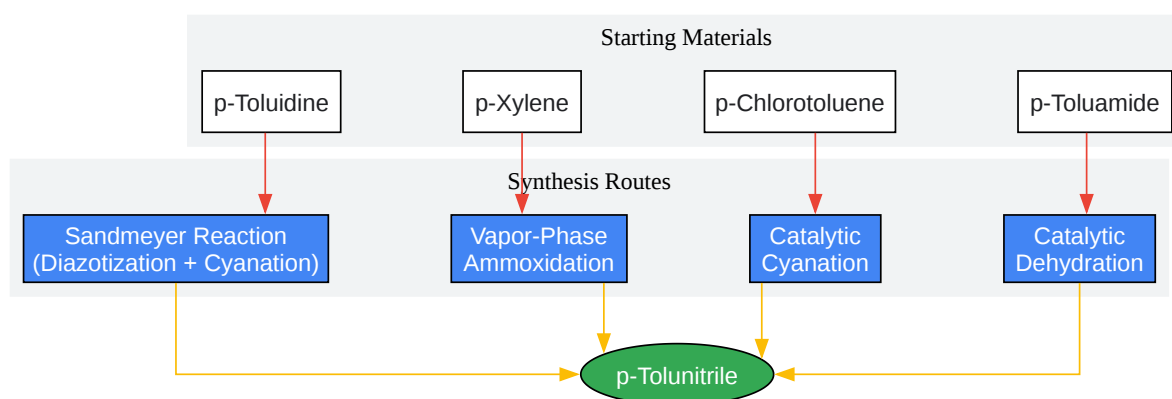 Starting Materials
p-Toluidine
p-Xylene
p-Chlorotoluene
p-Toluamide
Synthesis Routes
Sandmeyer Reaction
(Diazotization + Cyanation)
Vapor-Phase
Ammoxidation
Catalytic
Cyanation
Catalytic
Dehydration
p-Tolunitrile